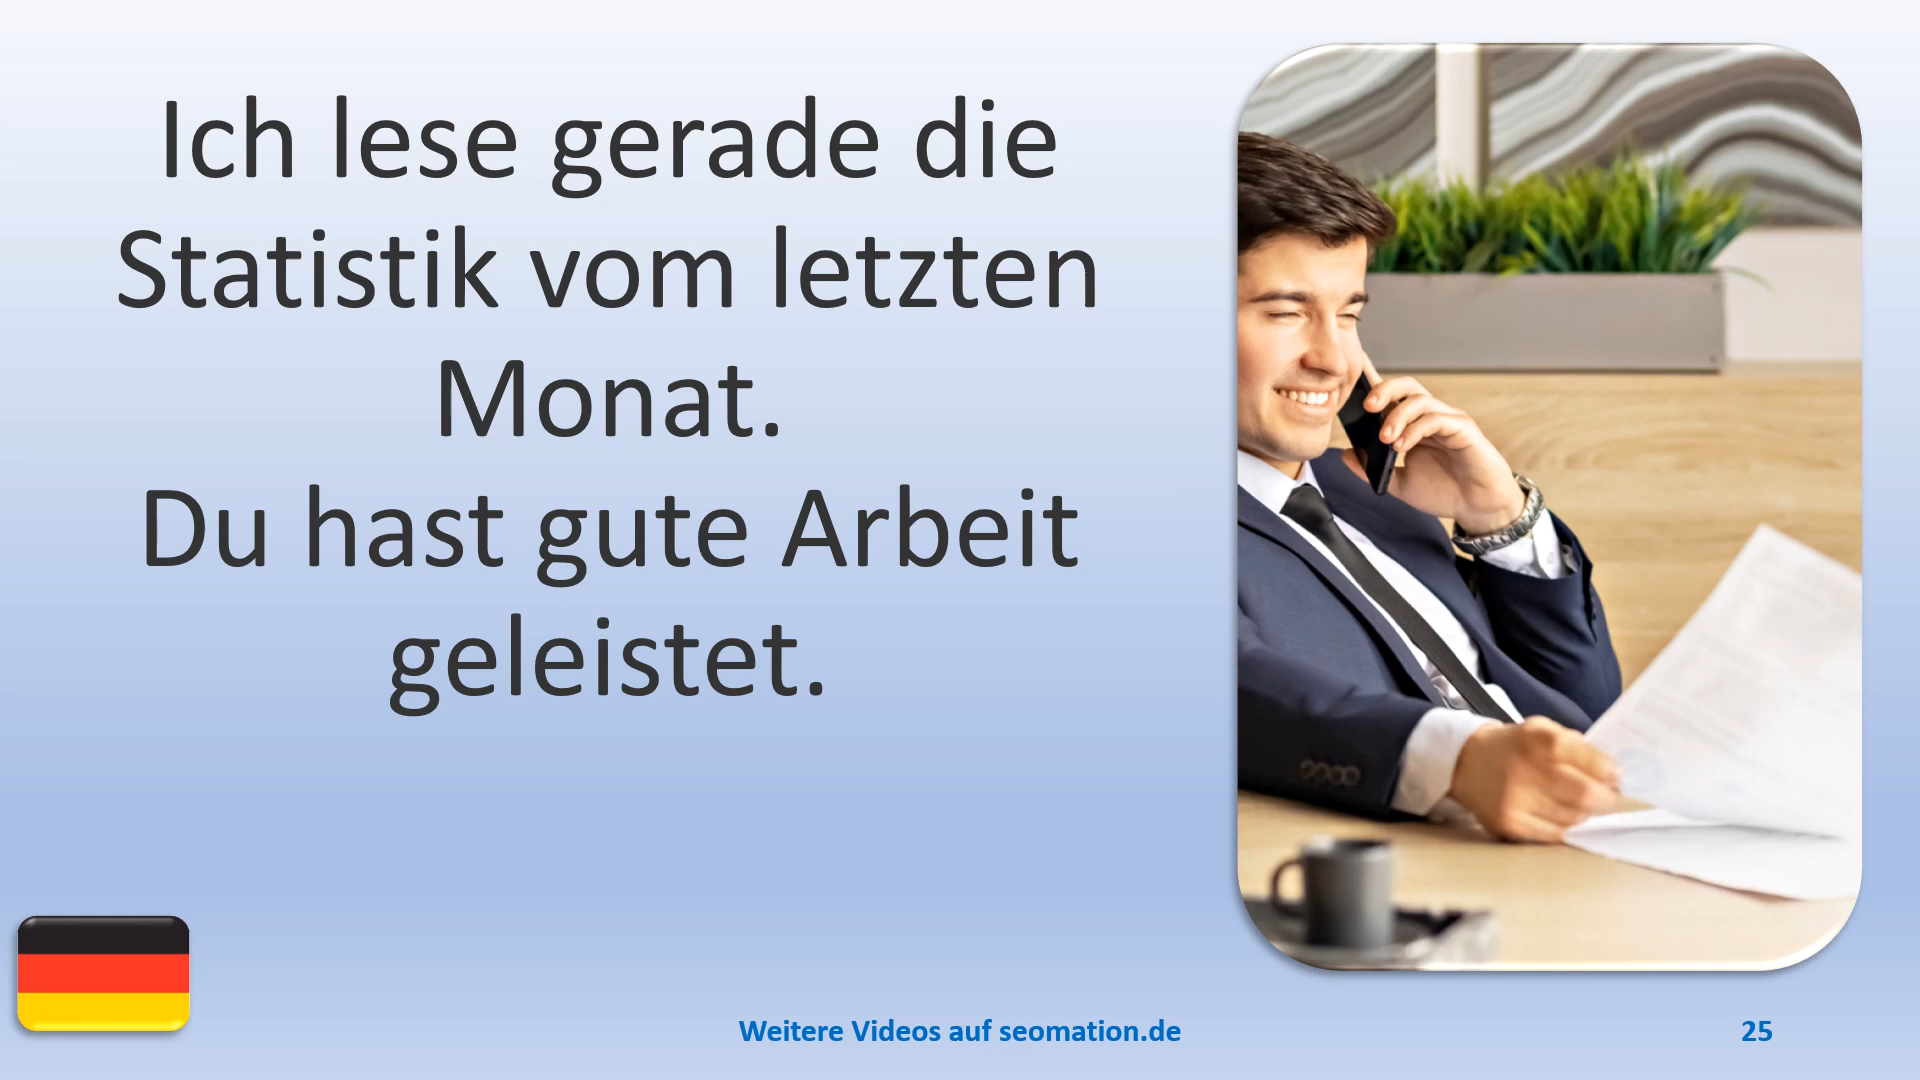 Ich lese gerade die
Statistik vom letzten
Monat.
Du hast gute Arbeit
geleistet.
Weitere Videos auf seomation.de
25